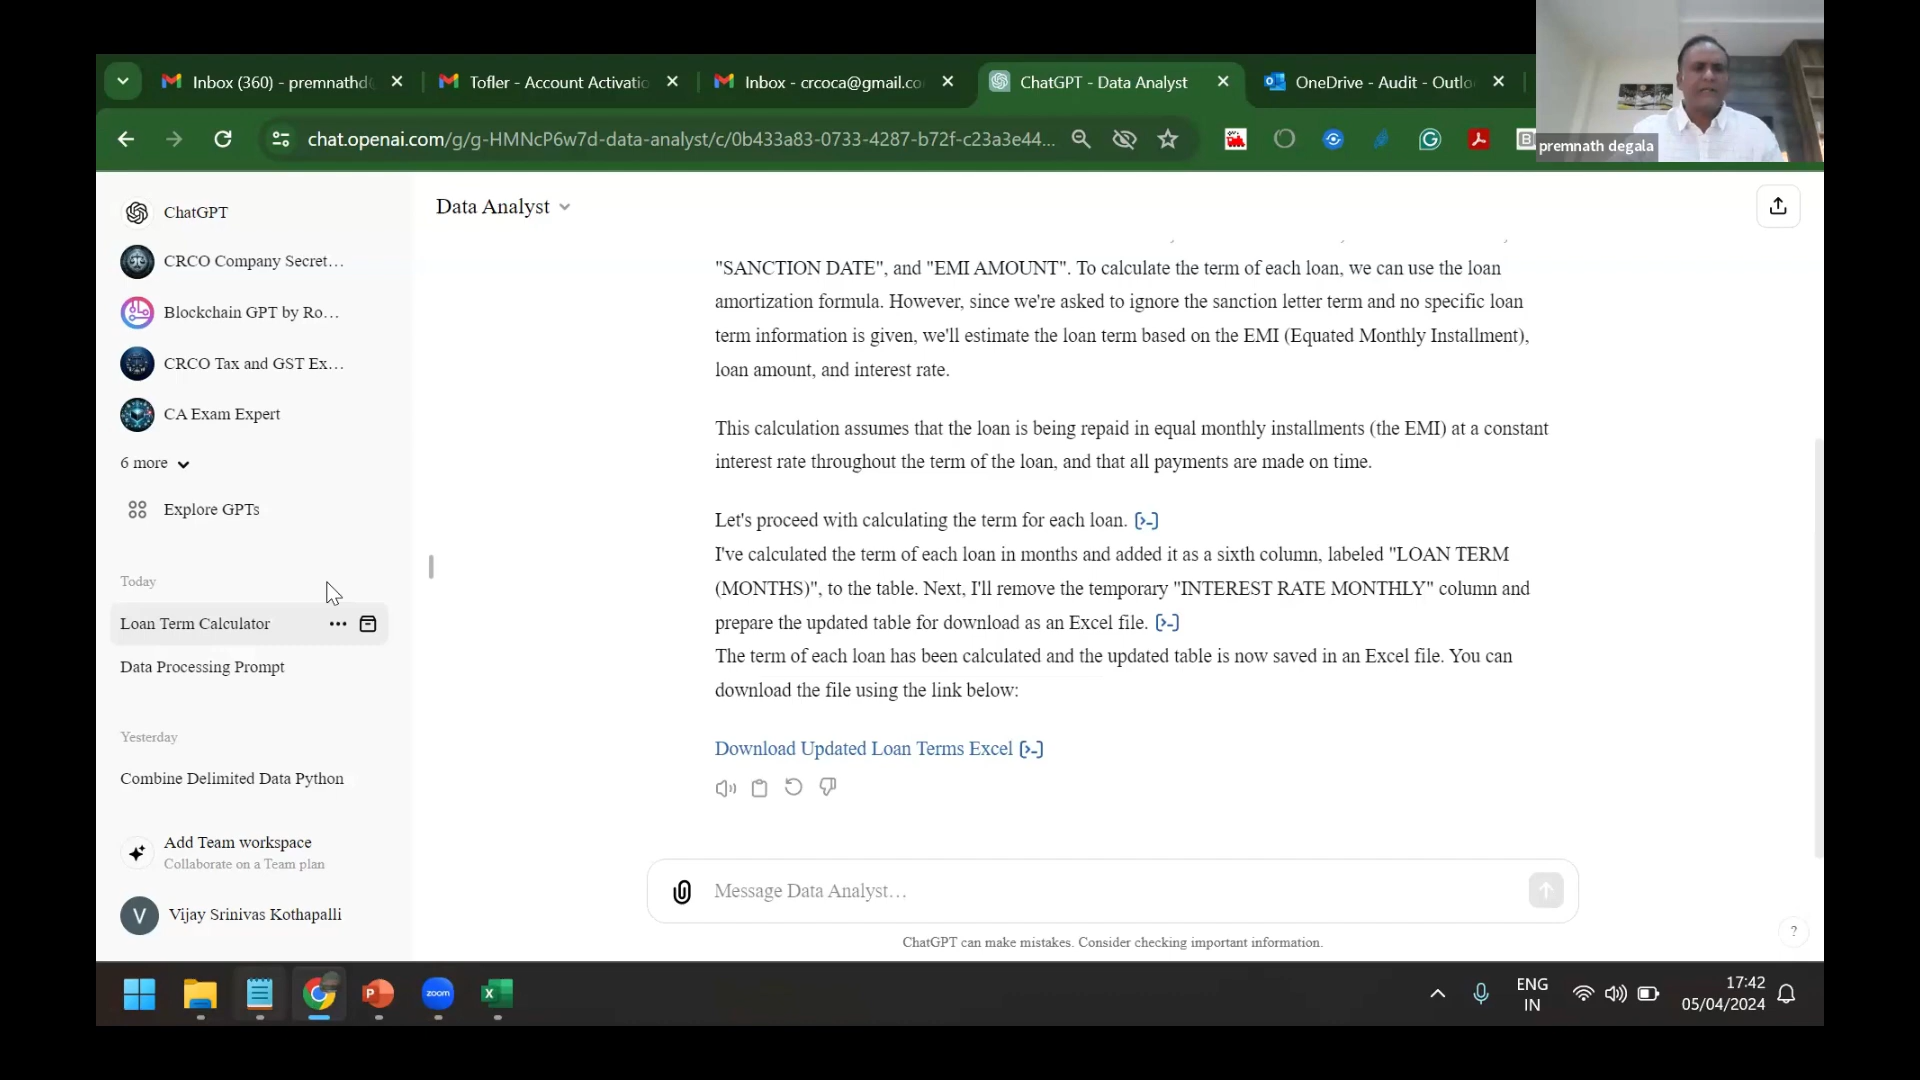 Inbox (360) - premnathd
Tofler - Account Activatio
Inbox - crcoca@gmail.co
ChatGPT - Data Analyst
OneDrive - Audit - Outlo
chat.openai.com/g/g-HMNcP6w7d-data-analyst/c/0b433a83-0733-4287-b72f-c23a3e44...
premnath degala
ChatGPT
CRCO Company Secret...
Blockchain GPT by Ro...
CRCO Tax and GST Ex...
CA Exam Expert
6 more
Explore GPTs
Today
Loan Term Calculator
Data Processing Prompt
Yesterday
Combine Delimited Data Python
Add Team workspace
Collaborate on a Team plan
V
Vijay Srinivas Kothapalli
Data Analyst
"SANCTION DATE", and "EMI AMOUNT". To calculate the term of each loan, we can use the loan
amortization formula. However, since we're asked to ignore the sanction letter term and no specific loan
term information is given, we'll estimate the loan term based on the EMI (Equated Monthly Installment),
loan amount, and interest rate.
This calculation assumes that the loan is being repaid in equal monthly installments (the EMI) at a constant
interest rate throughout the term of the loan, and that all payments are made on time.
Let's proceed with calculating the term for each loan. [>-]
I've calculated the term of each loan in months and added it as a sixth column, labeled "LOAN TERM
(MONTHS)", to the table. Next, I'll remove the temporary "INTEREST RATE MONTHLY" column and
prepare the updated table for download as an Excel file. [>-]
The term of each loan has been calculated and the updated table is now saved in an Excel file. You can
download the file using the link below:
Download Updated Loan Terms Excel [>-]
Message Data Analyst...
ChatGPT can make mistakes. Consider checking important information.
?
zoom
ENG
IN
17:42
05/04/2024